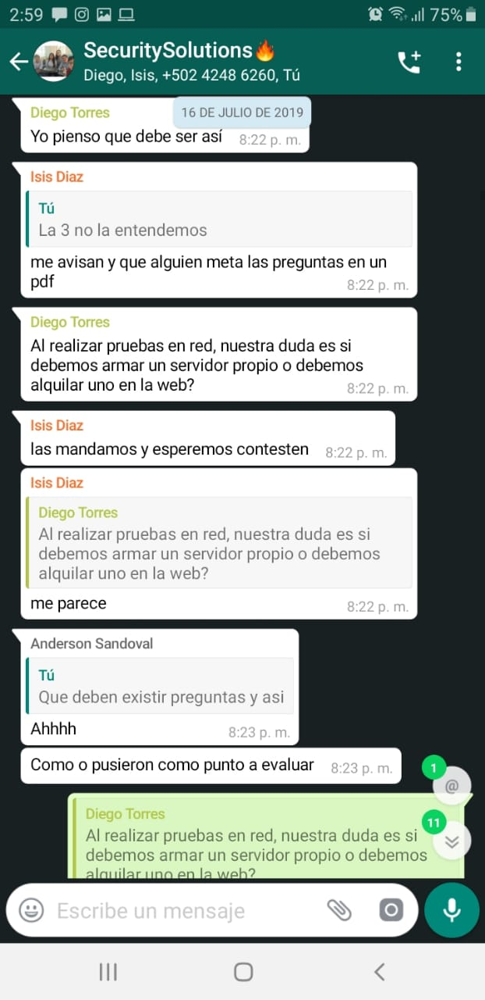 2:59
75%
SecuritySolutions🔥
Diego, Isis, +502 4248 6260, Tú
16 DE JULIO DE 2019
Diego Torres
Yo pienso que debe ser así
8:22 p. m.
Isis Diaz
Tú
La 3 no la entendemos
me avisan y que alguien meta las preguntas en un
pdf
8:22 p. m.
Diego Torres
Al realizar pruebas en red, nuestra duda es si
debemos armar un servidor propio o debemos
alquilar uno en la web?
8:22 p. m.
Isis Diaz
las mandamos y esperemos contesten
8:22 p. m.
Isis Diaz
Diego Torres
Al realizar pruebas en red, nuestra duda es si
debemos armar un servidor propio o debemos
alquilar uno en la web?
me parece
8:22 p. m.
Anderson Sandoval
Tú
Que deben existir preguntas y asi
Ahhhh
8:23 p. m.
Como o pusieron como punto a evaluar
8:23 p. m.
1
@
Diego Torres
11
Al realizar pruebas en red, nuestra duda es si
debemos armar un servidor propio o debemos
alquilar uno en la web?
Escribe un mensaje